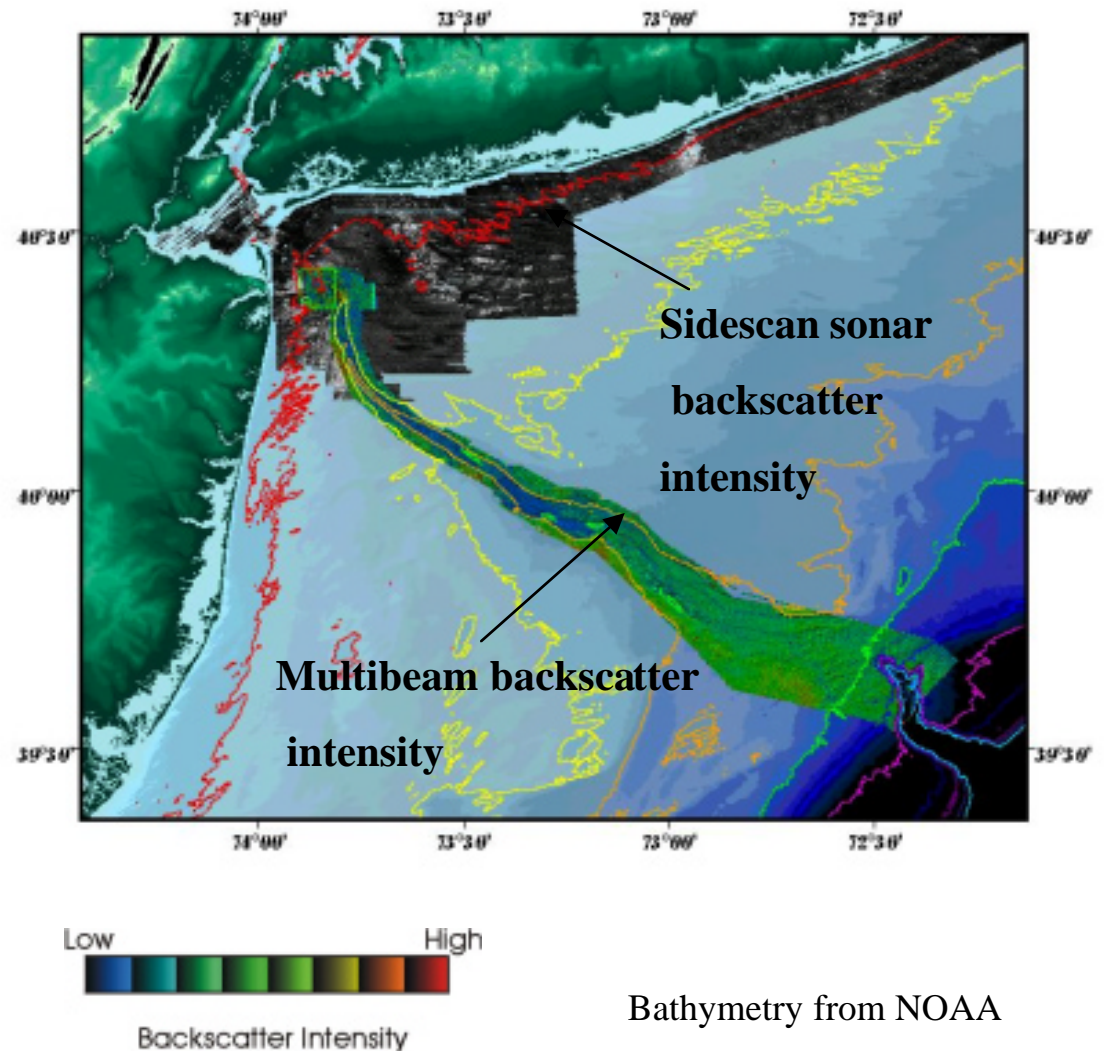 74°00' 73°30' 73°00' 72°30'
40°30' 40°30'
Sidescan sonar
backscatter
intensity
40°00' 40°00'
Multibeam backscatter
intensity
39°30' 39°30'
74°00' 73°30' 73°00' 72°30'
Low High
Backscatter Intensity
Bathymetry from NOAA